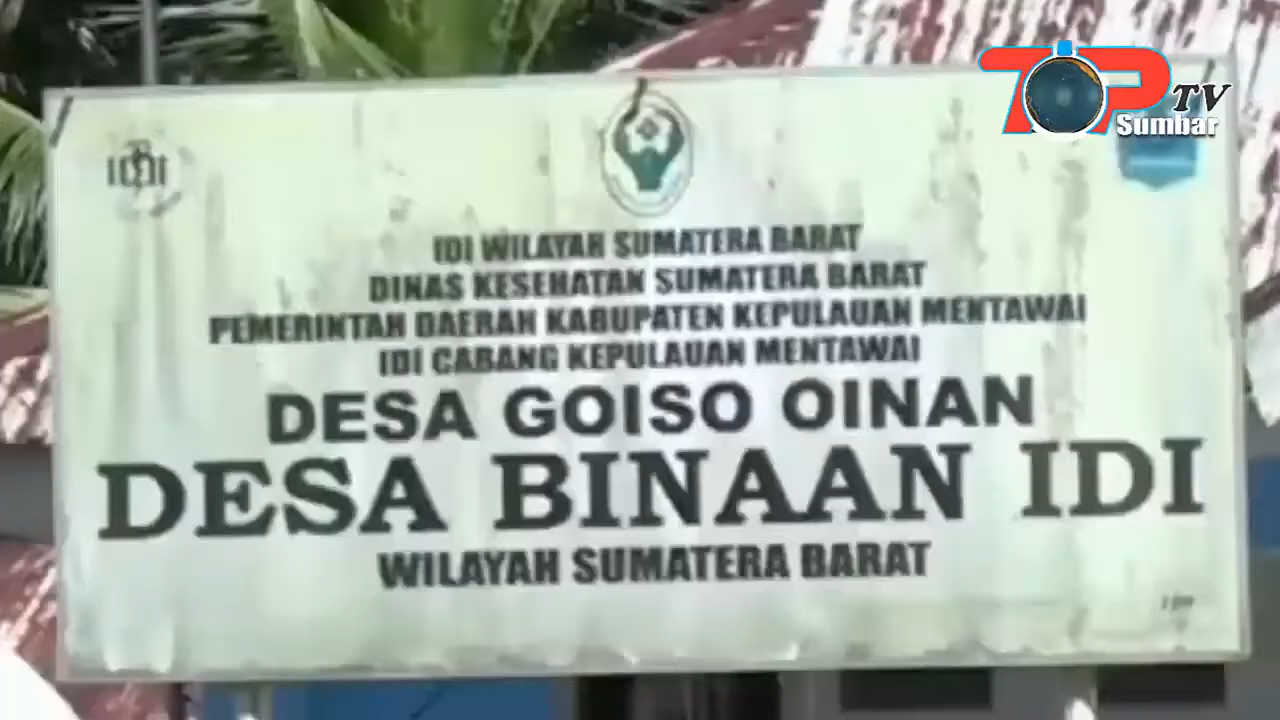 TOP TV
Sumbar
IDI
IDI WILAYAH SUMATERA BARAT
DINAS KESEHATAN SUMATERA BARAT
PEMERINTAH DAERAH KABUPATEN KEPULAUAN MENTAWAI
IDI CABANG KEPULAUAN MENTAWAI
DESA GOISO OINAN
DESA BINAAN IDI
WILAYAH SUMATERA BARAT